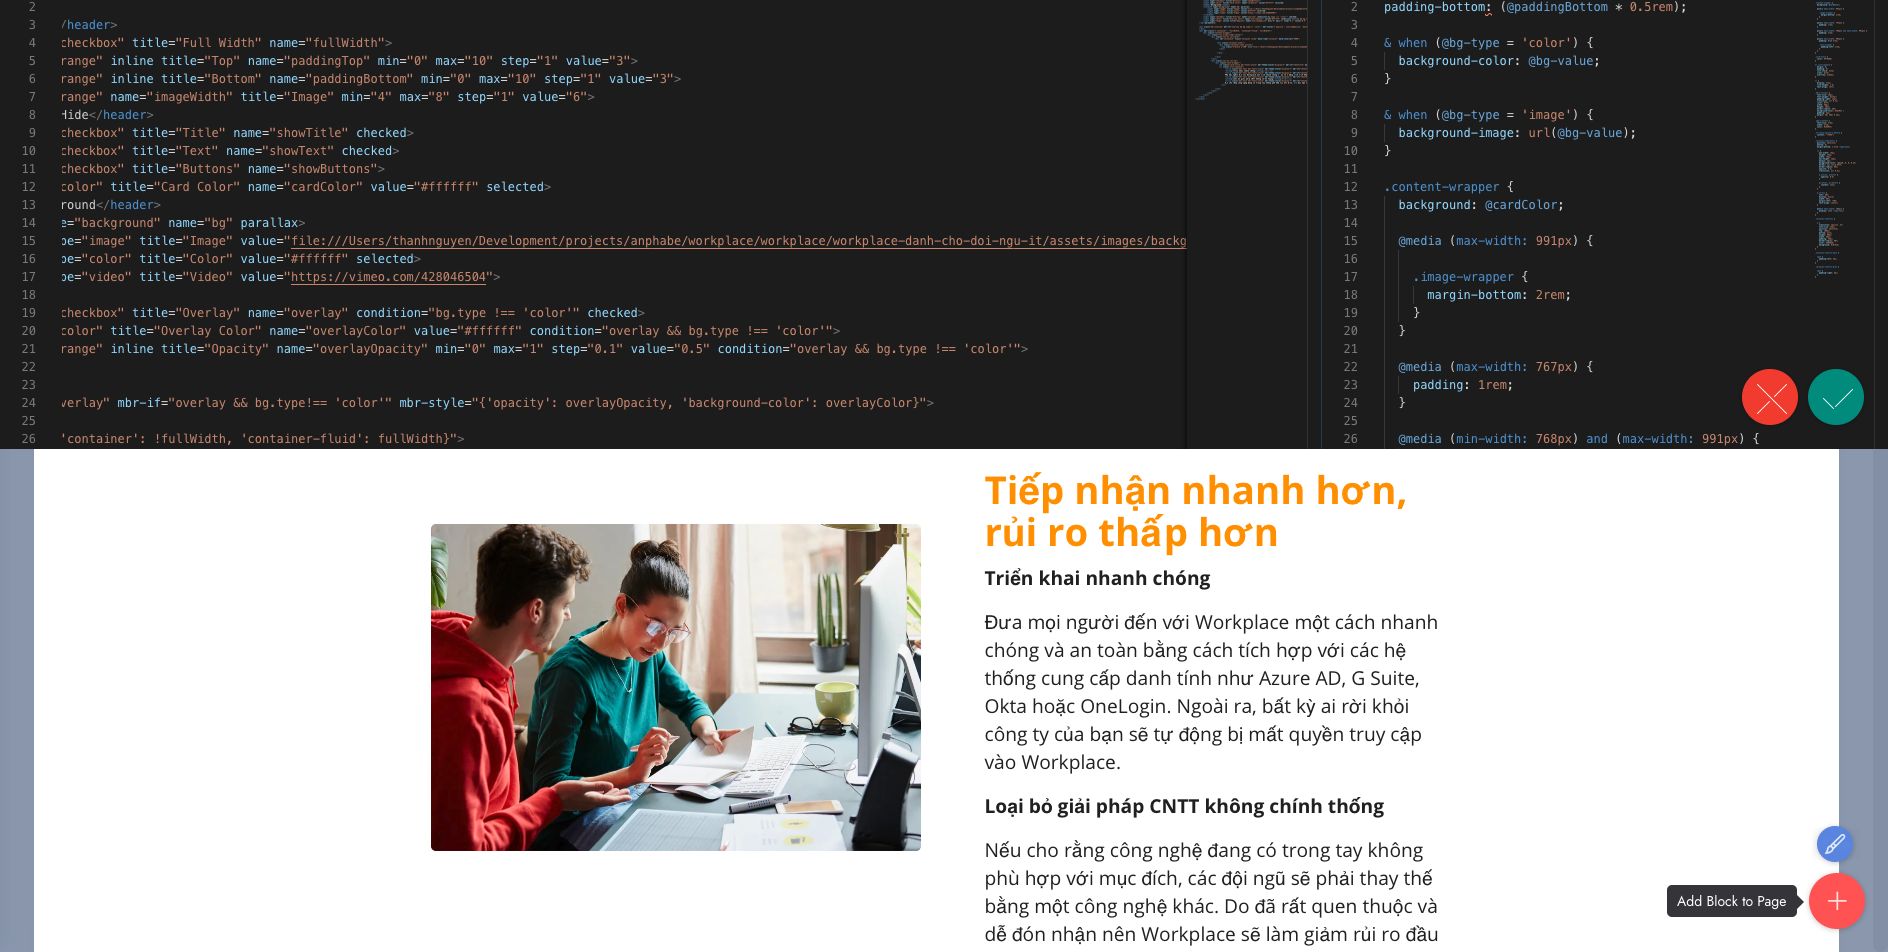 2
3 /header>
4 checkbox" title="Full Width" name="fullWidth">
5 range" inline title="Top" name="paddingTop" min="0" max="10" step="1" value="3">
6 range" inline title="Bottom" name="paddingBottom" min="0" max="10" step="1" value="3">
7 range" name="imageWidth" title="Image" min="4" max="8" step="1" value="6">
8 Hide</header>
9 checkbox" title="Title" name="showTitle" checked>
10 checkbox" title="Text" name="showText" checked>
11 checkbox" title="Buttons" name="showButtons">
12 color" title="Card Color" name="cardColor" value="#ffffff" selected>
13 round</header>
14 e="background" name="bg" parallax>
15 pe="image" title="Image" value="file:///Users/thanhnguyen/Development/projects/anphabe/workplace/workplace/workplace-danh-cho-doi-ngu-it/assets/images/backg
16 pe="color" title="Color" value="#ffffff" selected>
17 pe="video" title="Video" value="https://vimeo.com/428046504">
18
19 checkbox" title="Overlay" name="overlay" condition="bg.type !== 'color'" checked>
20 color" title="Overlay Color" name="overlayColor" value="#ffffff" condition="overlay && bg.type !== 'color'">
21 range" inline title="Opacity" name="overlayOpacity" min="0" max="1" step="0.1" value="0.5" condition="overlay && bg.type !== 'color'">
22
23
24 verlay" mbr-if="overlay && bg.type!== 'color'" mbr-style="{'opacity': overlayOpacity, 'background-color': overlayColor}">
25
26 'container': !fullWidth, 'container-fluid': fullWidth}">
2 padding-bottom: (@paddingBottom * 0.5rem);
3
4 & when (@bg-type = 'color') {
5 background-color: @bg-value;
6 }
7
8 & when (@bg-type = 'image') {
9 background-image: url(@bg-value);
10 }
11
12 .content-wrapper {
13 background: @cardColor;
14
15 @media (max-width: 991px) {
16
17 .image-wrapper {
18 margin-bottom: 2rem;
19 }
20 }
21
22 @media (max-width: 767px) {
23 padding: 1rem;
24 }
25
26 @media (min-width: 768px) and (max-width: 991px) {
Tiếp nhận nhanh hơn,
rủi ro thấp hơn
Triển khai nhanh chóng
Đưa mọi người đến với Workplace một cách nhanh
chóng và an toàn bằng cách tích hợp với các hệ
thống cung cấp danh tính như Azure AD, G Suite,
Okta hoặc OneLogin. Ngoài ra, bất kỳ ai rời khỏi
công ty của bạn sẽ tự động bị mất quyền truy cập
vào Workplace.
Loại bỏ giải pháp CNTT không chính thống
Nếu cho rằng công nghệ đang có trong tay không
phù hợp với mục đích, các đội ngũ sẽ phải thay thế
bằng một công nghệ khác. Do đã rất quen thuộc và
dễ đón nhận nên Workplace sẽ làm giảm rủi ro đầu
Add Block to Page